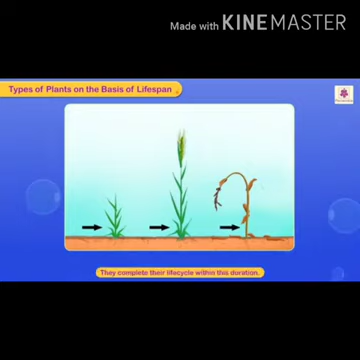 Made with KINEMASTER
Types of Plants on the Basis of Lifespan
They complete their lifecycle within this duration.